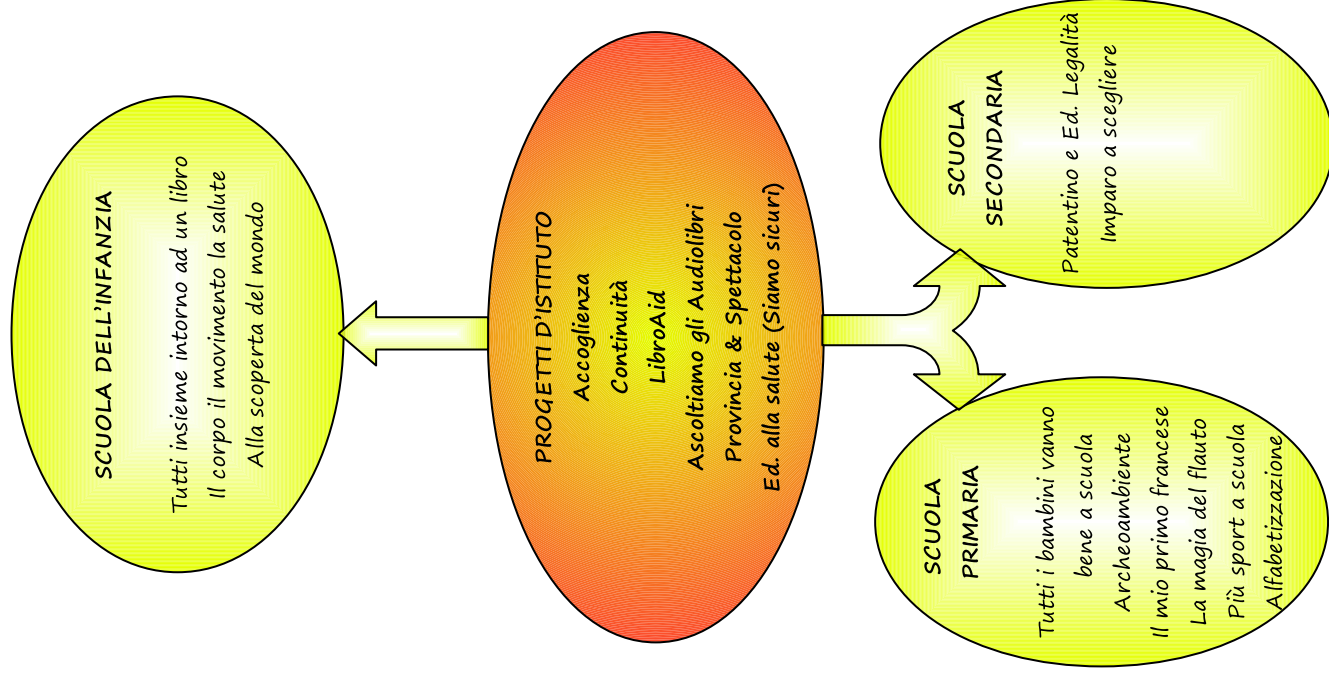 SCUOLA DELL'INFANZIA
Tutti insieme intorno ad un libro
Il corpo il movimento la salute
Alla scoperta del mondo
PROGETTI D'ISTITUTO
Accoglienza
Continuità
LibroAid
Ascoltiamo gli Audiolibri
Provincia & Spettacolo
Ed. alla salute (Siamo sicuri)
SCUOLA
PRIMARIA
Tutti i bambini vanno
bene a scuola
Archeoambiente
Il mio primo francese
La magia del flauto
Più sport a scuola
Alfabetizzazione
SCUOLA
SECONDARIA
Patentino e Ed. Legalità
Imparo a scegliere